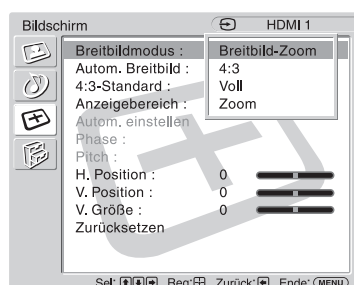 Bildschirm HDMI 1
Breitbildmodus : Breitbild-Zoom
Autom. Breitbild : 4:3
4:3-Standard : Voll
Anzeigebereich : Zoom
Autom. einstellen
Phase :
Pitch :
H. Position : 0
V. Position : 0
V. Größe : 0
Zurücksetzen
Sel: Reg: Zurück: Ende: MENU